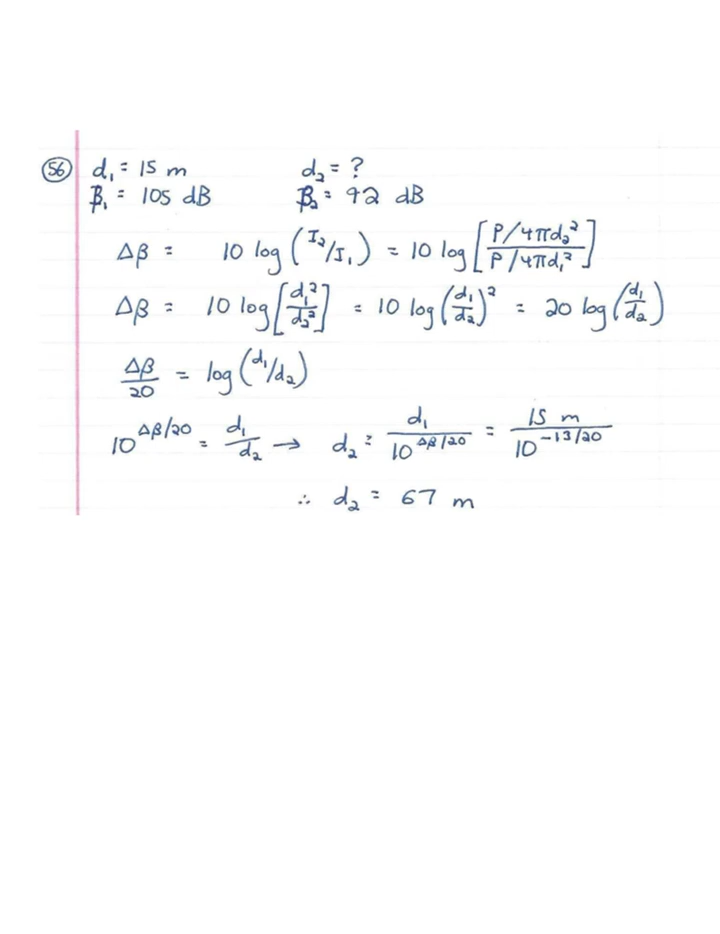 56 d₁ = 15 m d₂ = ?
β₁ = 105 dB β₂ = 92 dB
Δβ = 10 log (I₂/I₁) = 10 log [P/4πd₂² / P/4πd₁²]
Δβ = 10 log [d₁²/d₂²] = 10 log (d₁/d₂)² = 20 log (d₁/d₂)
Δβ/20 = log (d₁/d₂)
10^Δβ/20 = d₁/d₂ → d₂ = d₁/10^Δβ/20 = 15 m/10^-13/20
∴ d₂ = 67 m